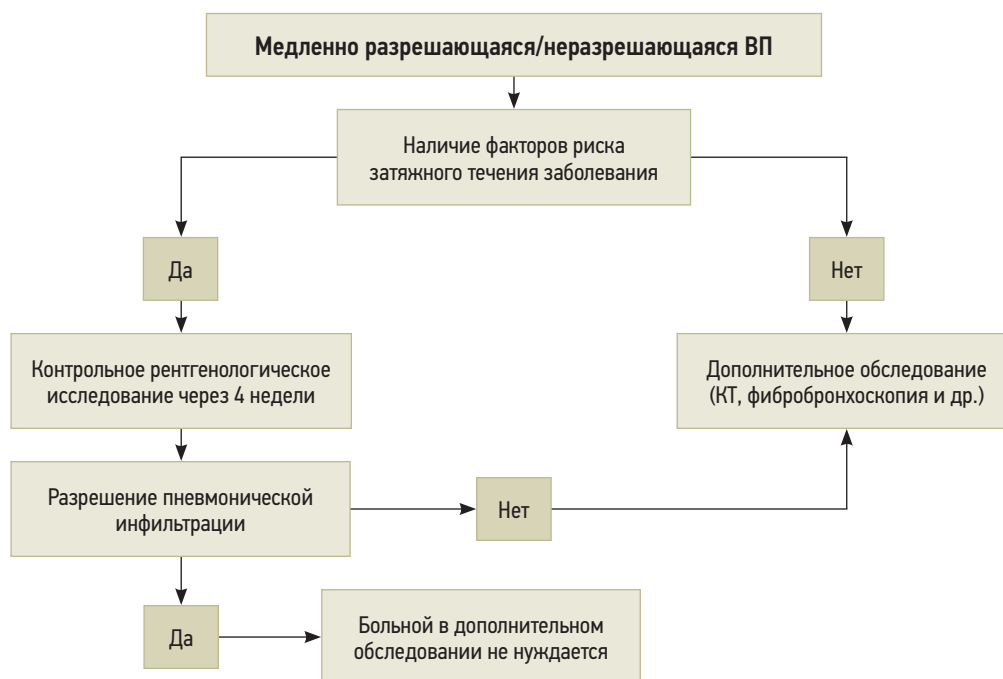 Медленно разрешающаяся/неразрешающаяся ВП
Наличие факторов риска
затяжного течения заболевания
Да
Нет
Контрольное рентгенологическое
исследование через 4 недели
Дополнительное обследование
(КТ, фибробронхоскопия и др.)
Разрешение пневмонической
инфильтрации
Нет
Да
Больной в дополнительном
обследовании не нуждается